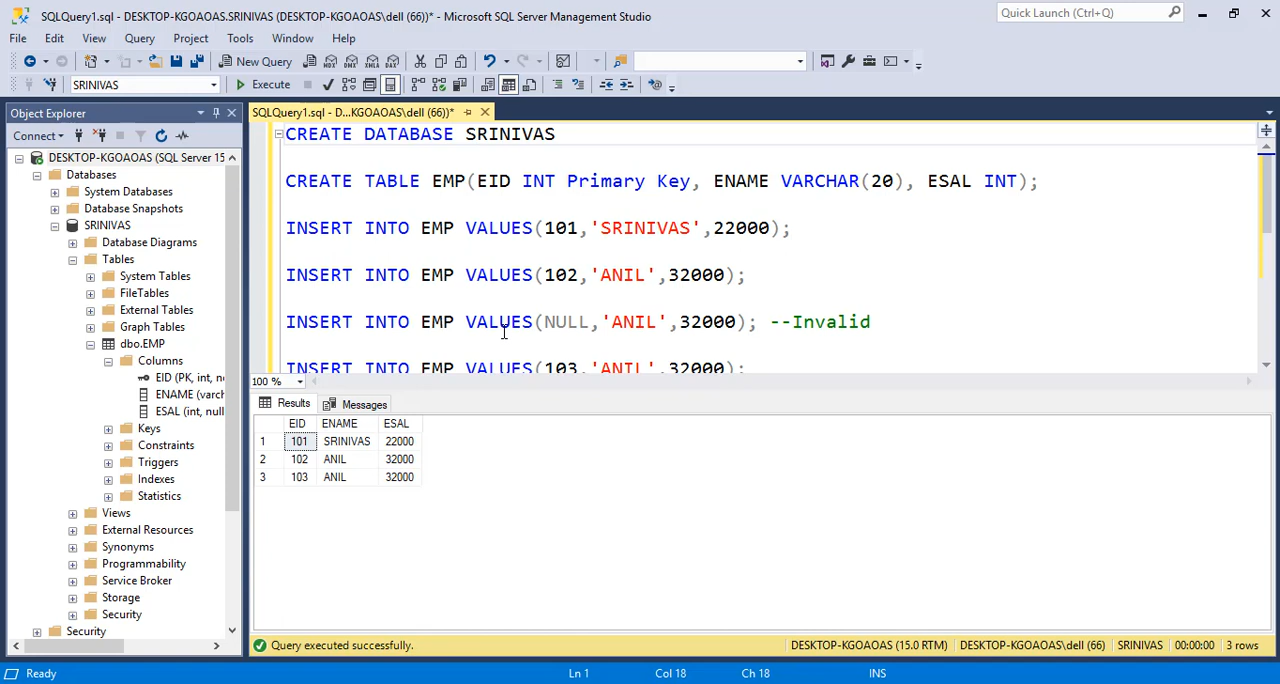 SQLQuery1.sql - DESKTOP-KGOAOAS.SRINIVAS (DESKTOP-KGOAOAS\dell (66))* - Microsoft SQL Server Management Studio
Quick Launch (Ctrl+Q)
File Edit View Query Project Tools Window Help
New Query MDX DMX XMLA DAX
SRINIVAS Execute
Object Explorer
SQLQuery1.sql - D...KGOAOAS\dell (66))*
Connect
DESKTOP-KGOAOAS (SQL Server 15
Databases
System Databases
Database Snapshots
SRINIVAS
Database Diagrams
Tables
System Tables
FileTables
External Tables
Graph Tables
dbo.EMP
Columns
EID (PK, int, n
ENAME (varch
ESAL (int, null
Keys
Constraints
Triggers
Indexes
Statistics
Views
External Resources
Synonyms
Programmability
Service Broker
Storage
Security
Security
CREATE DATABASE SRINIVAS
CREATE TABLE EMP(EID INT Primary Key, ENAME VARCHAR(20), ESAL INT);
INSERT INTO EMP VALUES(101,'SRINIVAS',22000);
INSERT INTO EMP VALUES(102,'ANIL',32000);
INSERT INTO EMP VALUES(NULL,'ANIL',32000); --Invalid
INSERT INTO EMP VALUES(103,'ANIL',32000);
100 %
Results Messages
EID ENAME ESAL
1 101 SRINIVAS 22000
2 102 ANIL 32000
3 103 ANIL 32000
Query executed successfully.
DESKTOP-KGOAOAS (15.0 RTM) DESKTOP-KGOAOAS\dell (66) SRINIVAS 00:00:00 3 rows
Ready Ln 1 Col 18 Ch 18 INS